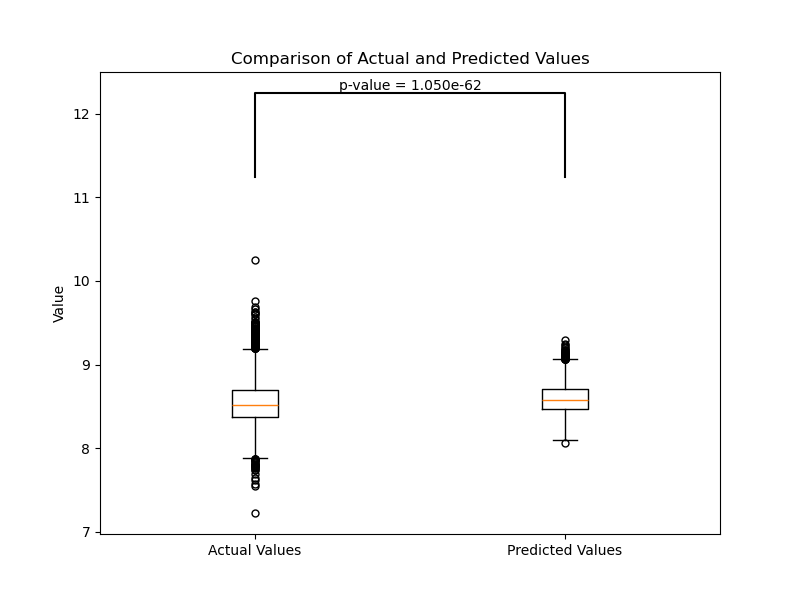 Comparison of Actual and Predicted Values
p-value = 1.050e-62
12
11
10
9
8
7
Value
Actual Values
Predicted Values